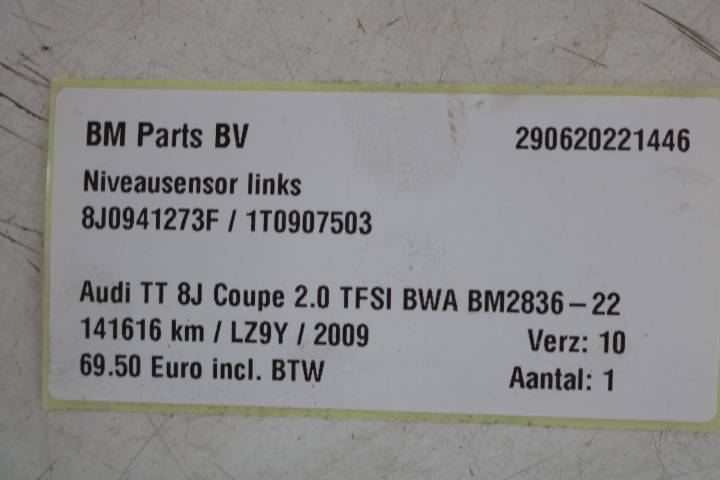 BM Parts BV 290620221446
Niveausensor links
8J0941273F / 1T0907503
Audi TT 8J Coupe 2.0 TFSI BWA BM2836-22
141616 km / LZ9Y / 2009 Verz: 10
69.50 Euro incl. BTW Aantal: 1